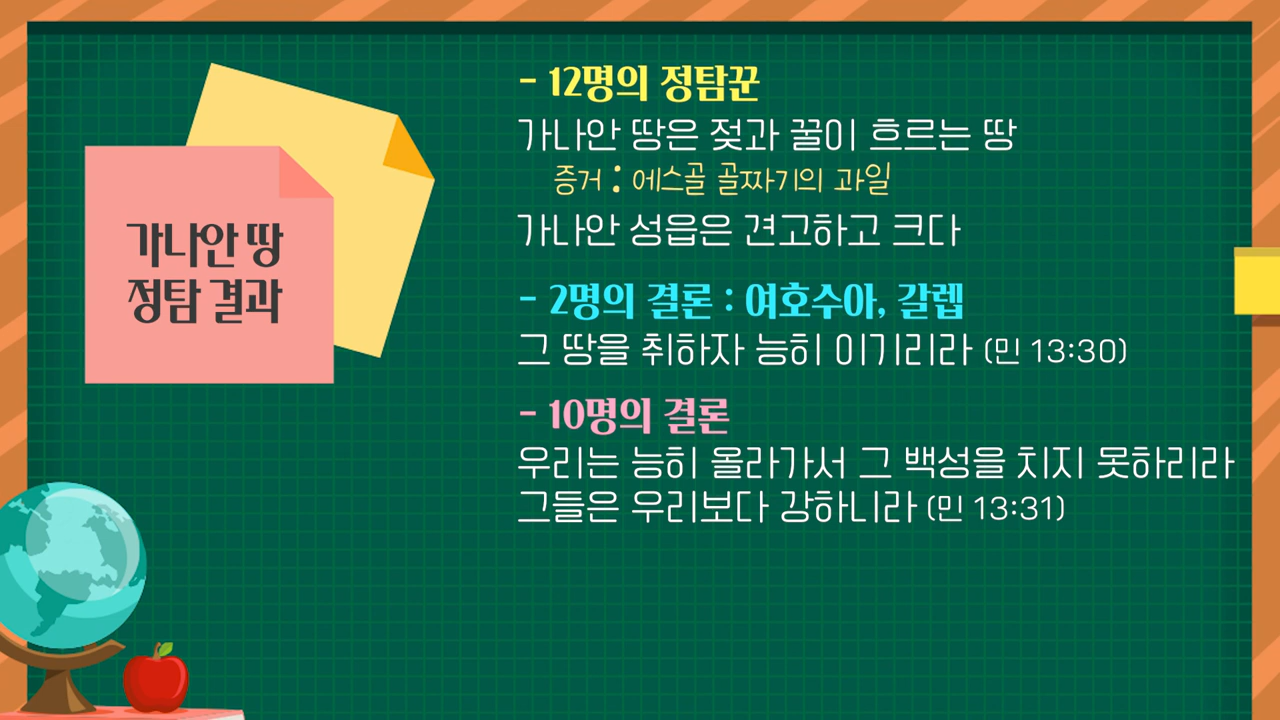 가나안 땅
정탐 결과
- 12명의 정탐꾼
가나안 땅은 젖과 꿀이 흐르는 땅
증거 : 에스골 골짜기의 과일
가나안 성읍은 견고하고 크다
- 2명의 결론 : 여호수아, 갈렙
그 땅을 취하자 능히 이기리라 (민 13:30)
- 10명의 결론
우리는 능히 올라가서 그 백성을 치지 못하리라
그들은 우리보다 강하니라 (민 13:31)